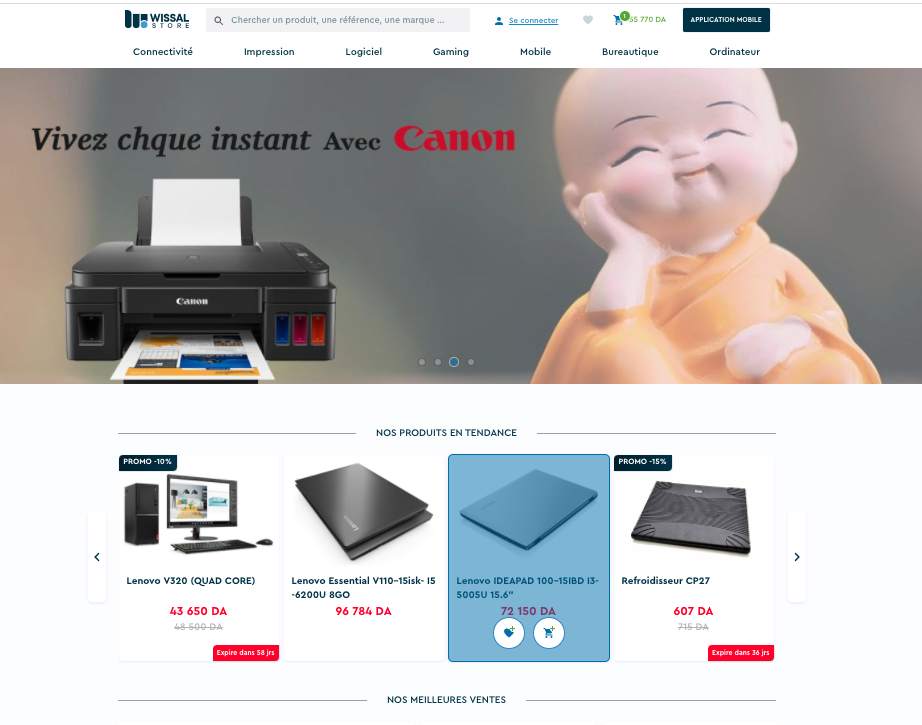 WISSAL
STORE
Chercher un produit, une référence, une marque ...
Se connecter
1
55 770 DA
APPLICATION MOBILE
Connectivité
Impression
Logiciel
Gaming
Mobile
Bureautique
Ordinateur
Vivez chque instant Avec Canon
Canon
NOS PRODUITS EN TENDANCE
PROMO -10%
Lenovo V320 (QUAD CORE)
43 650 DA
48 500 DA
Expire dans 58 jrs
Lenovo Essential V110-15isk- I5
-6200U 8GO
96 784 DA
Lenovo IDEAPAD 100-15IBD I3-
5005U 15.6"
72 150 DA
PROMO -15%
Refroidisseur CP27
607 DA
715 DA
Expire dans 36 jrs
NOS MEILLEURES VENTES